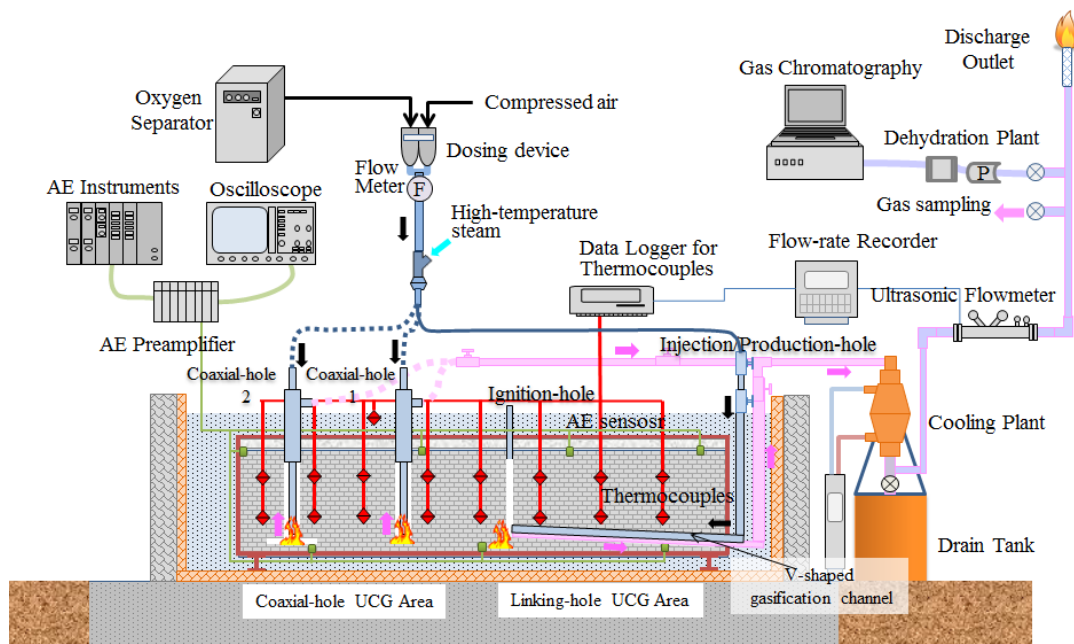 Discharge
Outlet
Gas Chromatography
Oxygen
Separator
Compressed air
Dosing device
Dehydration Plant
P
Flow
Meter
F
AE Instruments
Oscilloscope
High-temperature
steam
Gas sampling
Data Logger for
Thermocouples
Flow-rate Recorder
Ultrasonic Flowmeter
AE Preamplifier
Injection/Production-hole
Coaxial-hole
2
Coaxial-hole
1
Ignition-hole
AE sensosr
Cooling Plant
Thermocouples
Drain Tank
V-shaped
gasification channel
Coaxial-hole UCG Area
Linking-hole UCG Area